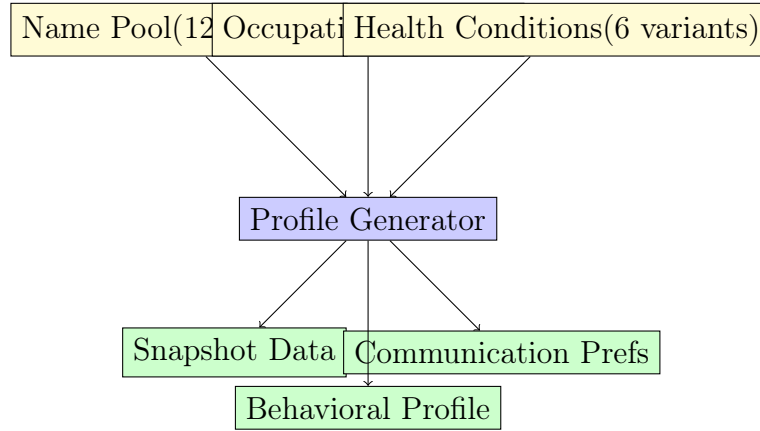 Name Pool(12
Occupati
Health Conditions(6 variants)
Profile Generator
Snapshot Data
Communication Prefs
Behavioral Profile